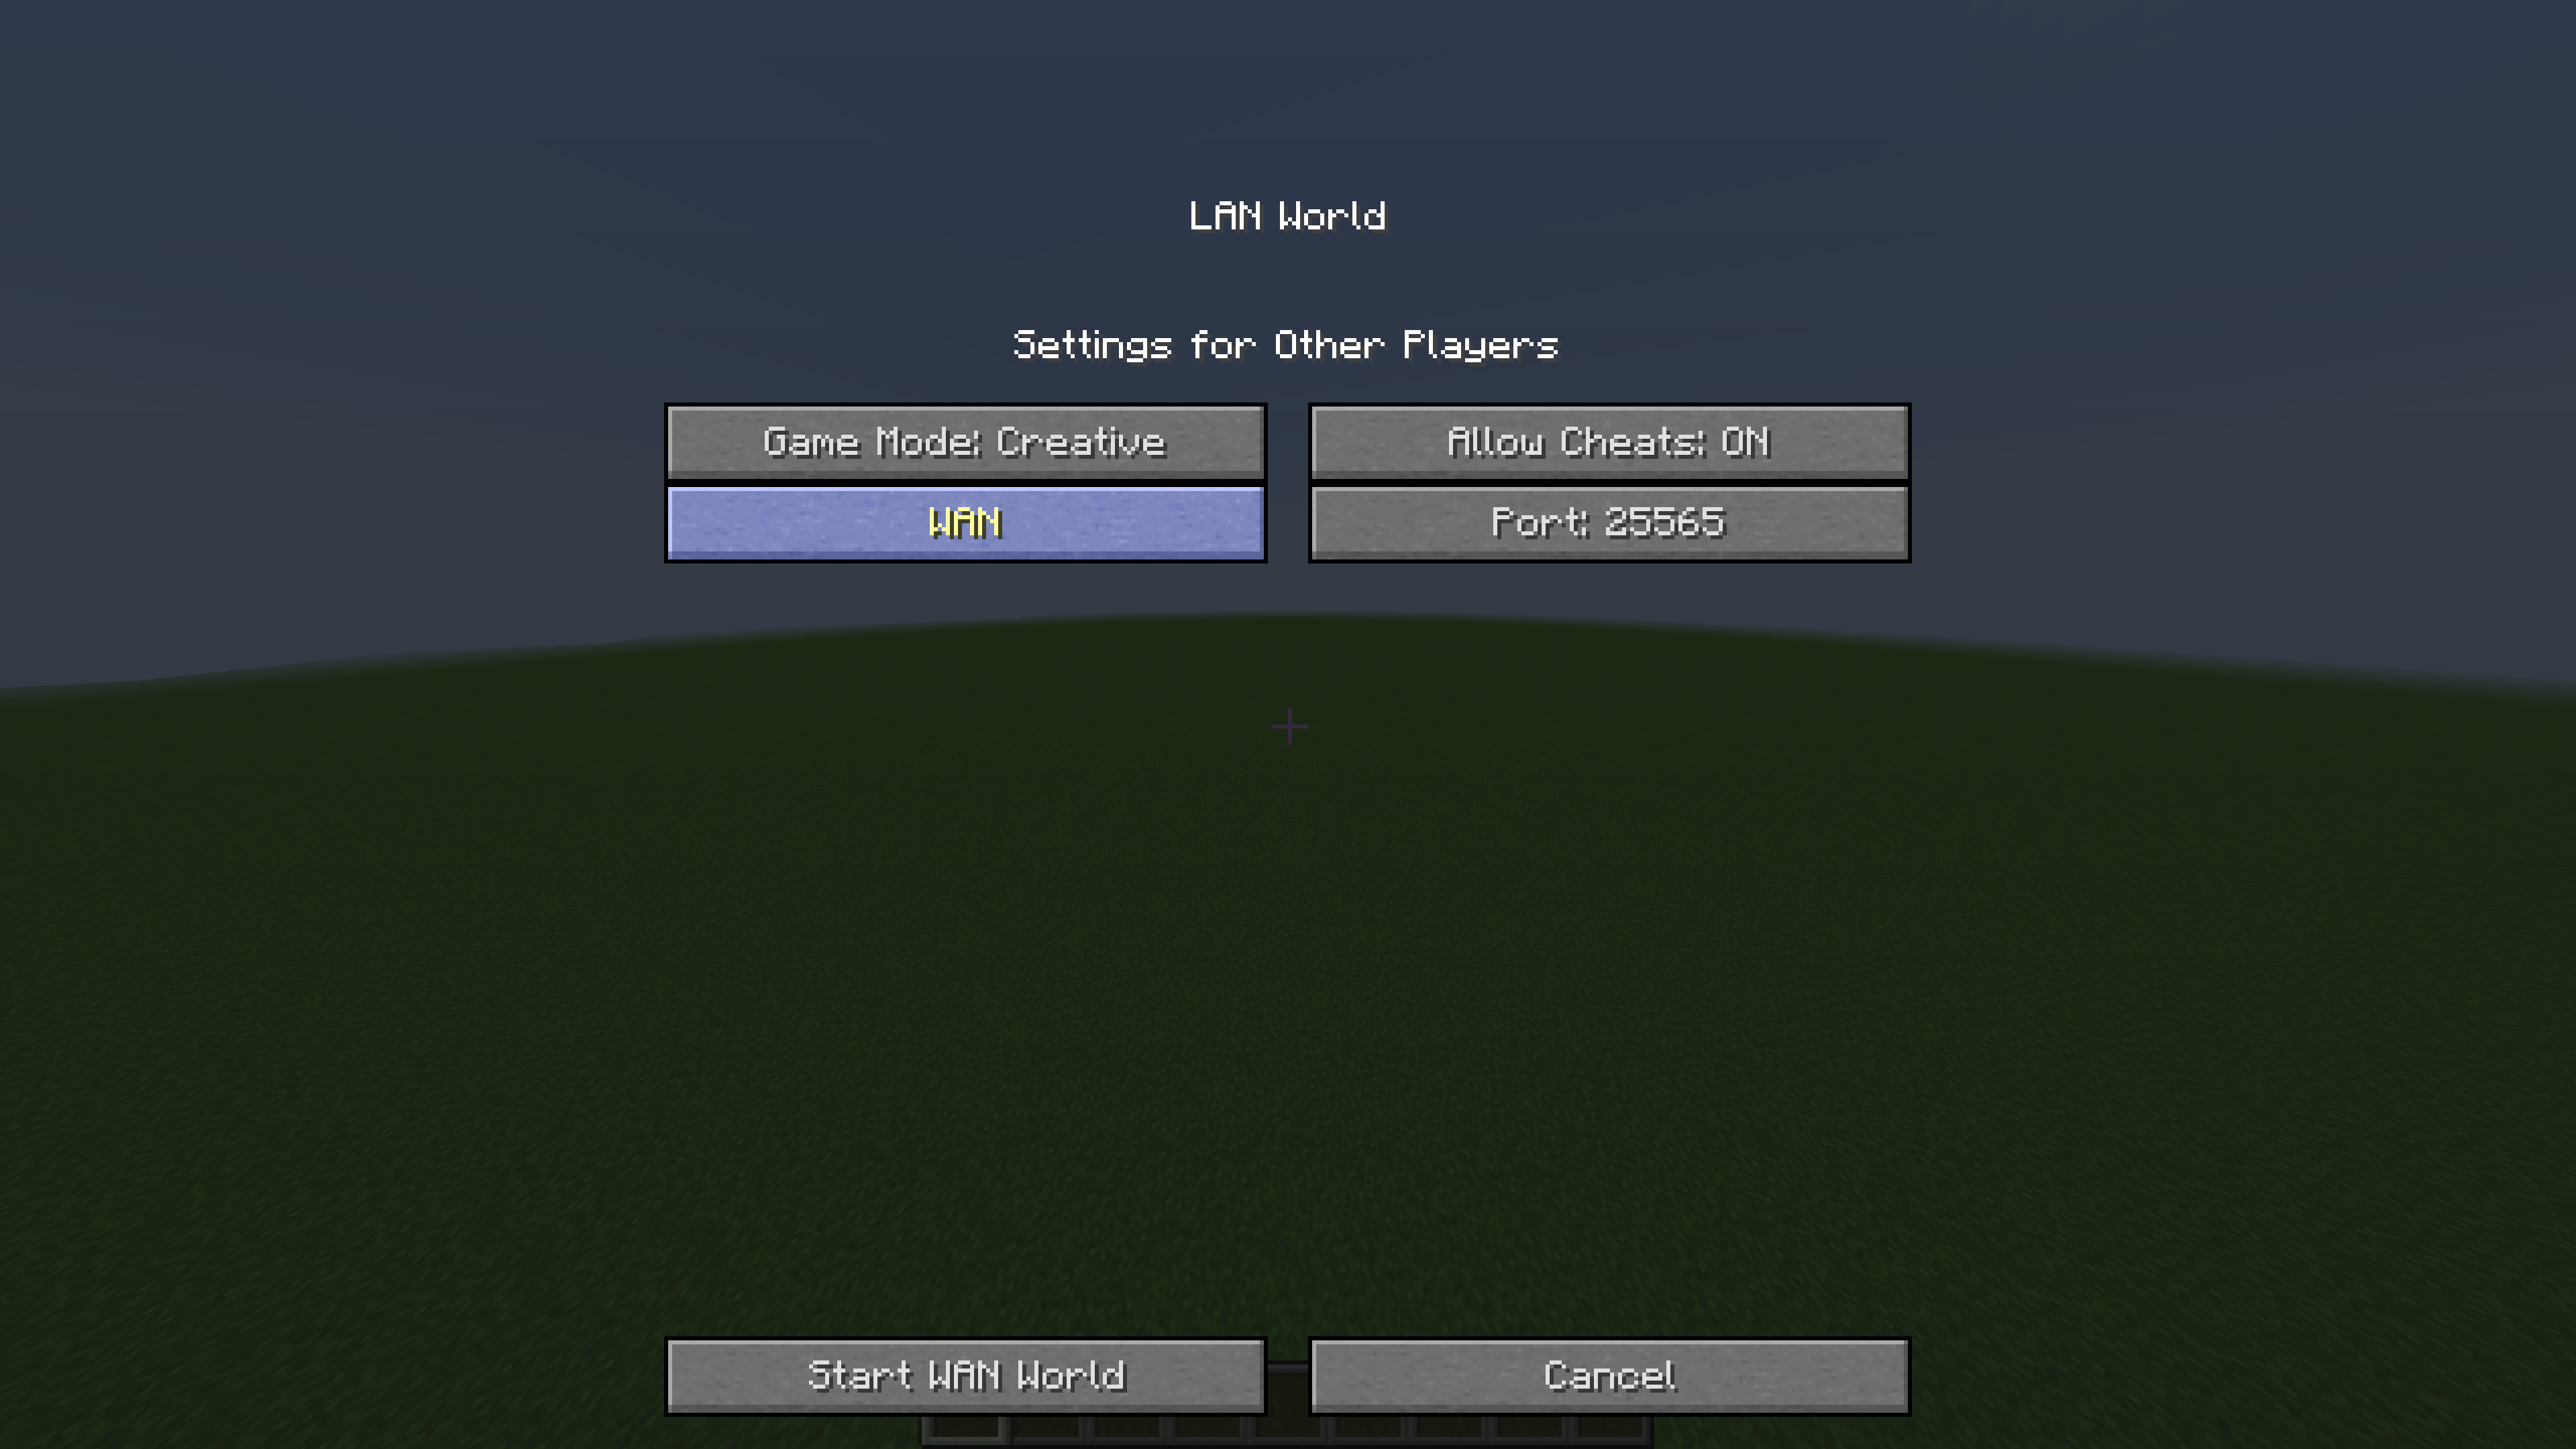 LAN World
Settings for Other Players
Game Mode: Creative
Allow Cheats: ON
WAN
Port: 25565
Start WAN World
Cancel